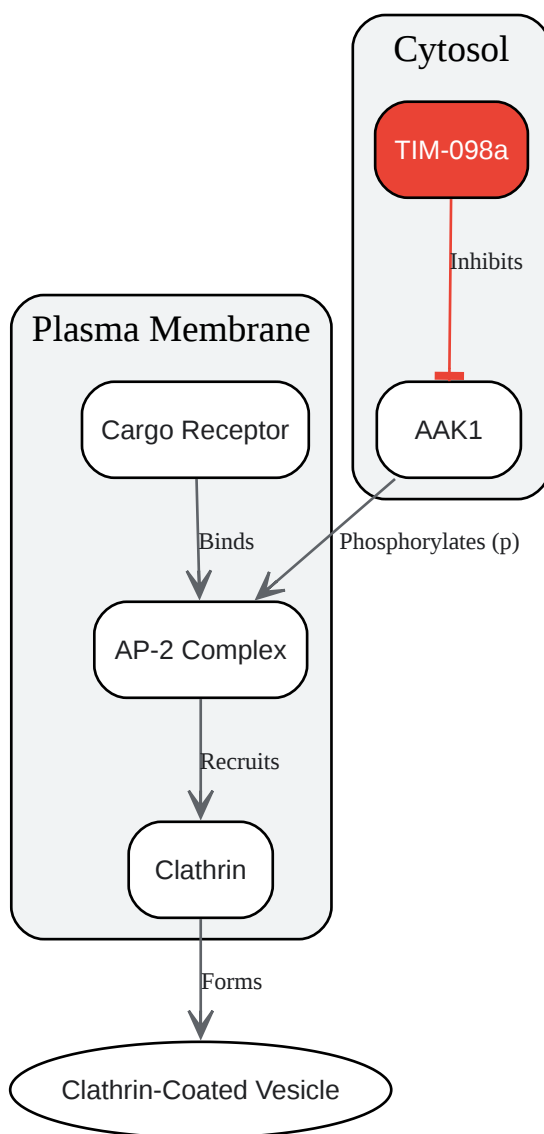 Cytosol
TIM-098a
Inhibits
Plasma Membrane
Cargo Receptor
AAK1
Binds
Phosphorylates (p)
AP-2 Complex
Recruits
Clathrin
Forms
Clathrin-Coated Vesicle